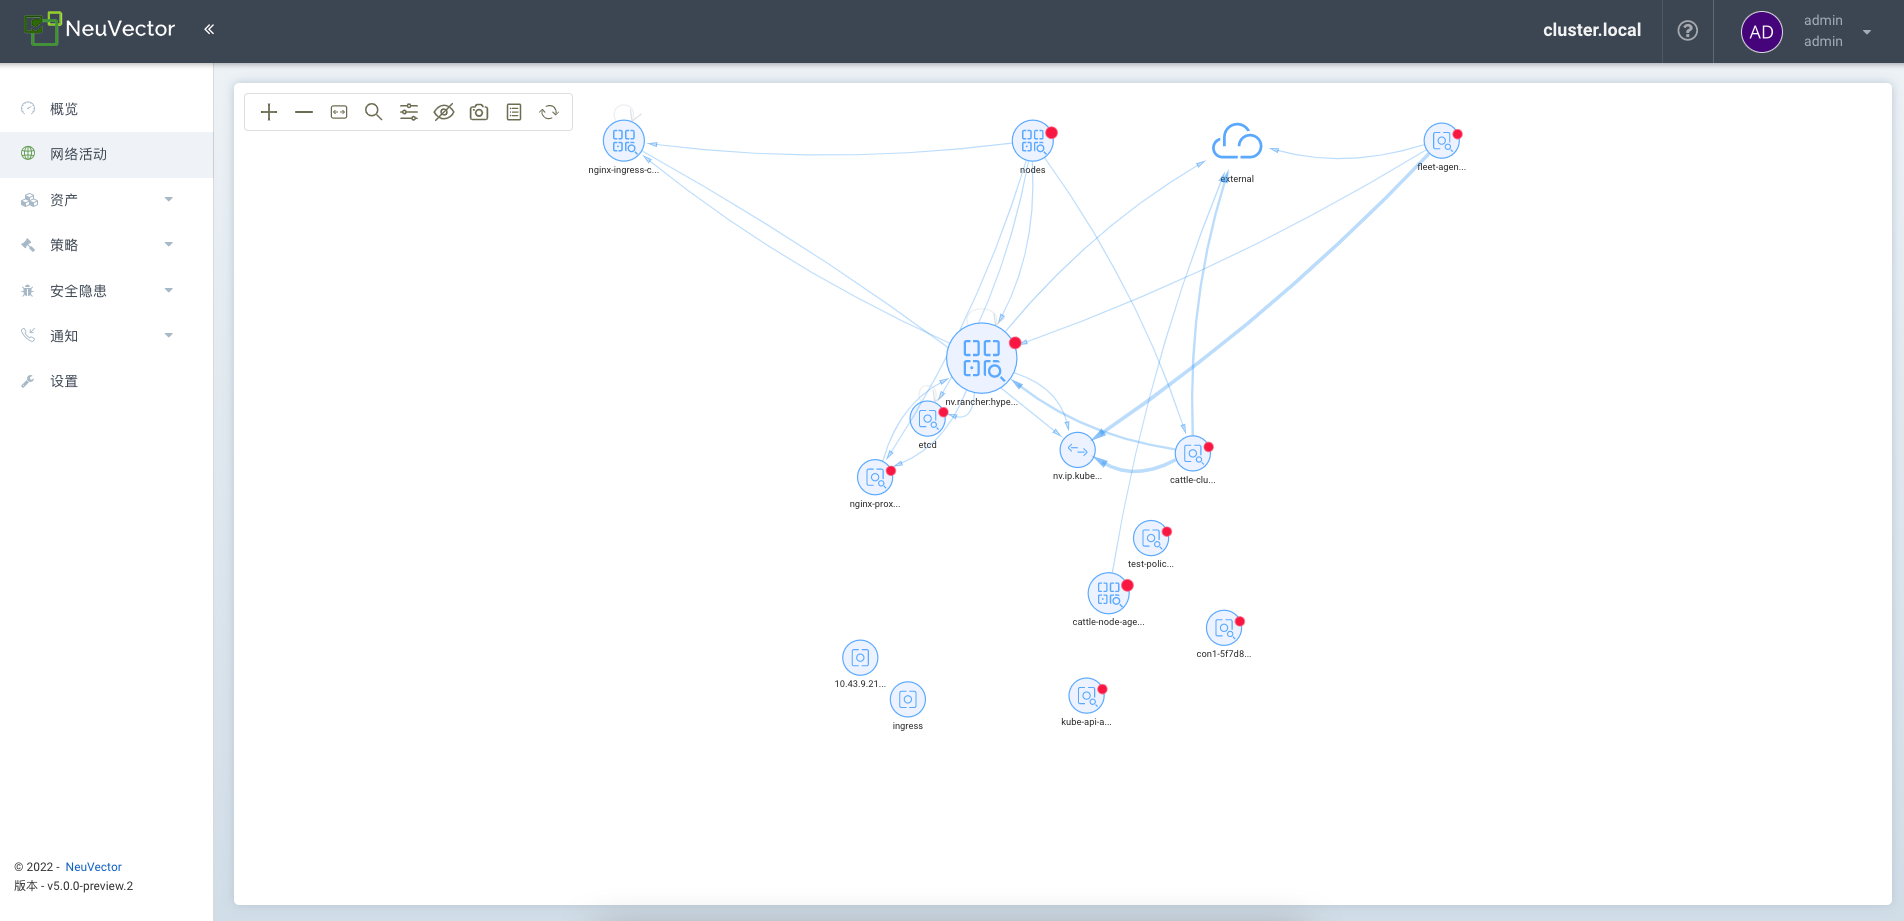 NeuVector
«
cluster.local
AD
admin
admin
概览
网络活动
资产
策略
安全隐患
通知
设置
nginx-ingress-c...
nodes
external
fleet-agen...
nv.rancher:hype...
etcd
nginx-prox...
nv.ip.kube...
cattle-clu...
test-polic...
cattle-node-age...
con1-5f7d8...
10.43.9.21...
ingress
kube-api-a...
© 2022 - NeuVector
版本 - v5.0.0-preview.2